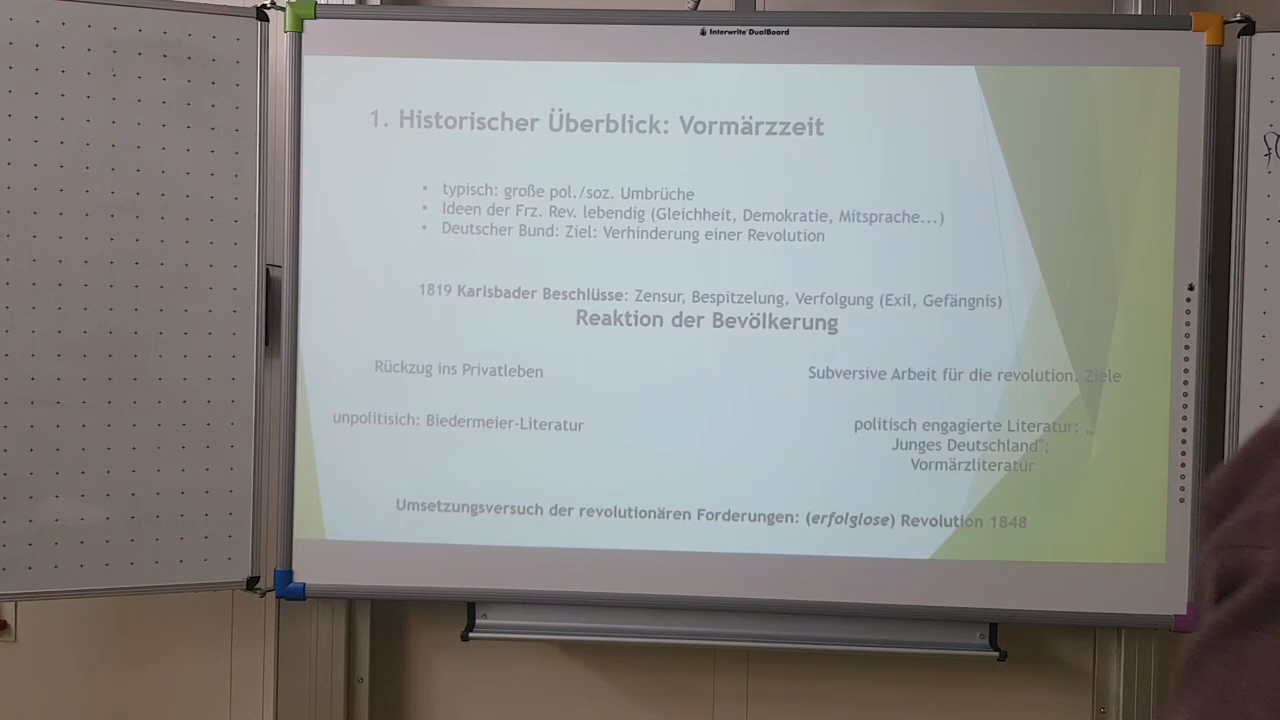 Interwrite DualBoard
1. Historischer Überblick: Vormärzzeit
• typisch: große pol./soz. Umbrüche
• Ideen der Frz. Rev. lebendig (Gleichheit, Demokratie, Mitsprache...)
• Deutscher Bund: Ziel: Verhinderung einer Revolution
1819 Karlsbader Beschlüsse: Zensur, Bespitzelung, Verfolgung (Exil, Gefängnis)
Reaktion der Bevölkerung
Rückzug ins Privatleben
Subversive Arbeit für die revolution. Ziele
unpolitisich: Biedermeier-Literatur
politisch engagierte Literatur: „
Junges Deutschland";
Vormärzliteratur
Umsetzungsversuch der revolutionären Forderungen: (erfolglose) Revolution 1848